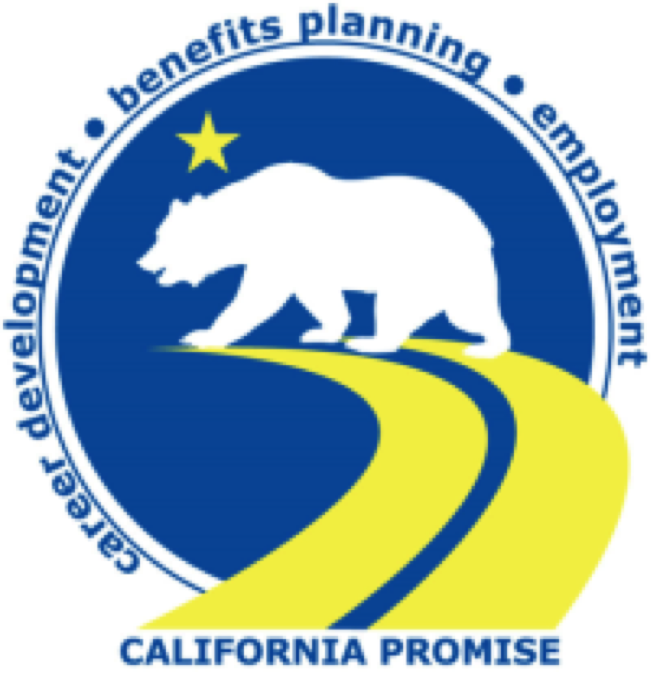 career development • benefits planning • employment
CALIFORNIA PROMISE